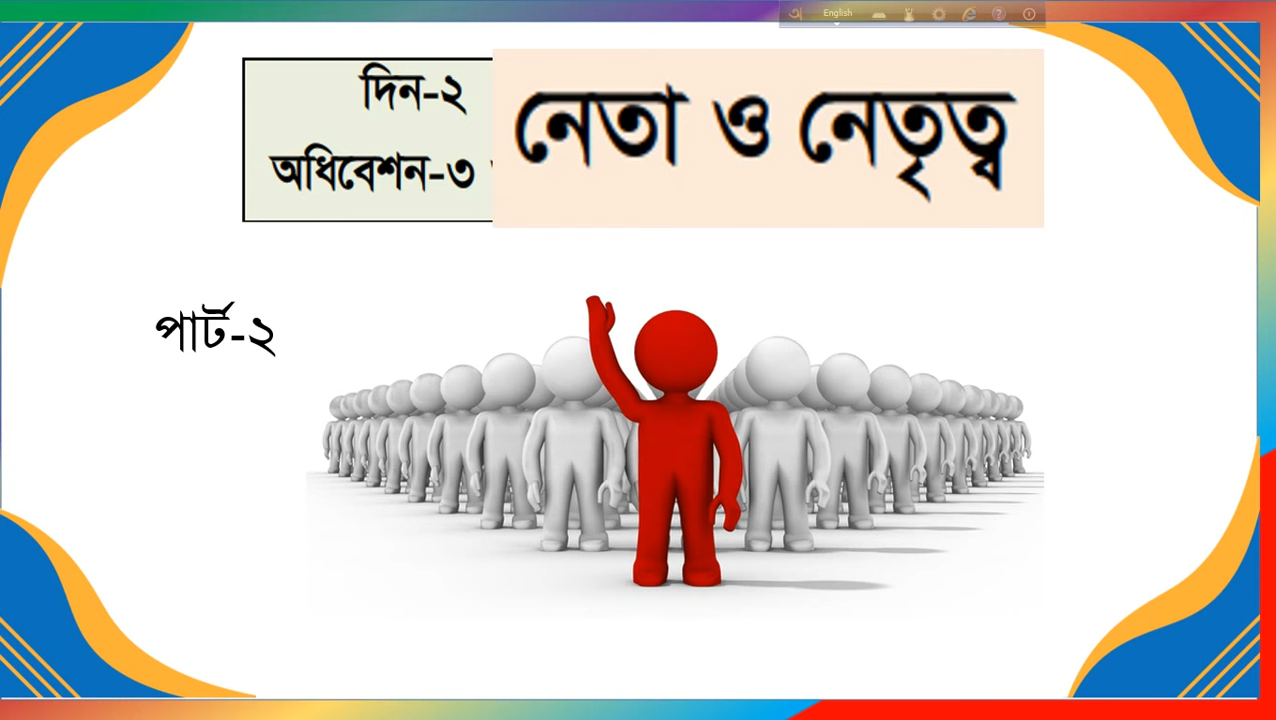 English
দিন-২
অধিবেশন-৩
নেতা ও নেতৃত্ব
পার্ট-২